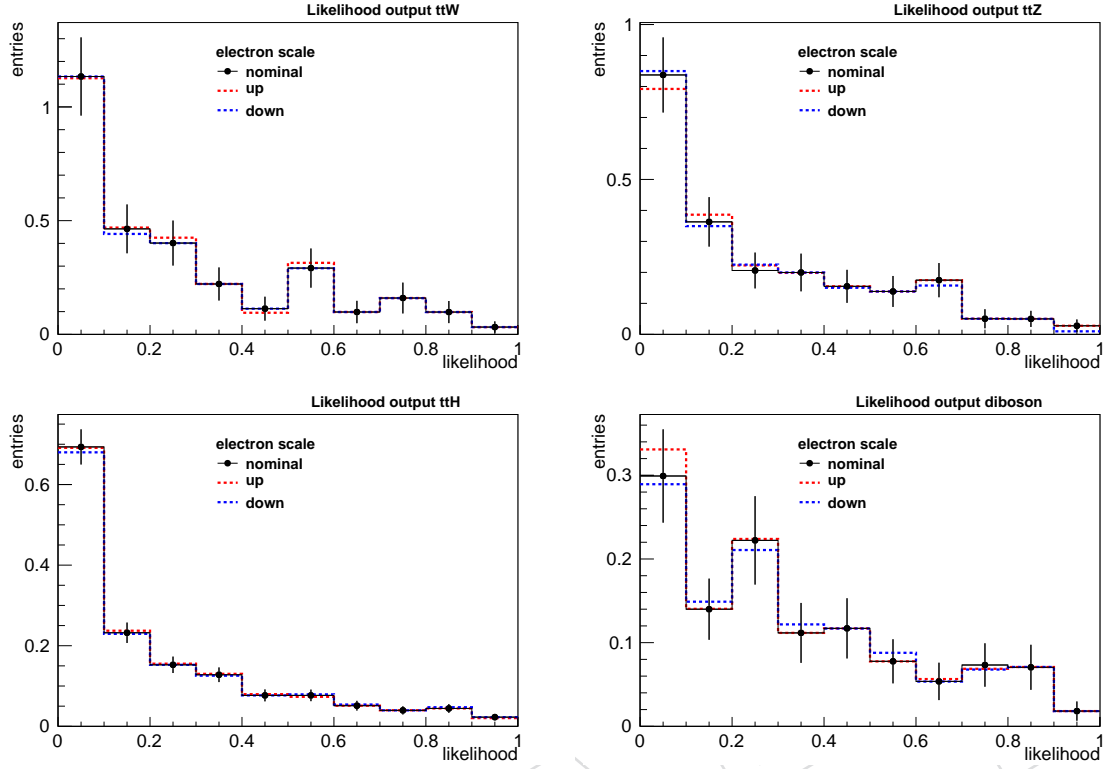 Likelihood output ttW
entries
electron scale
nominal
up
down
1
0.5
0
0 0.2 0.4 0.6 0.8 1
likelihood
Likelihood output ttZ
entries
electron scale
nominal
up
down
1
0.5
0
0 0.2 0.4 0.6 0.8 1
likelihood
Likelihood output ttH
entries
electron scale
nominal
up
down
0.6
0.4
0.2
0
0 0.2 0.4 0.6 0.8 1
likelihood
Likelihood output diboson
entries
electron scale
nominal
up
down
0.3
0.2
0.1
0
0 0.2 0.4 0.6 0.8 1
likelihood